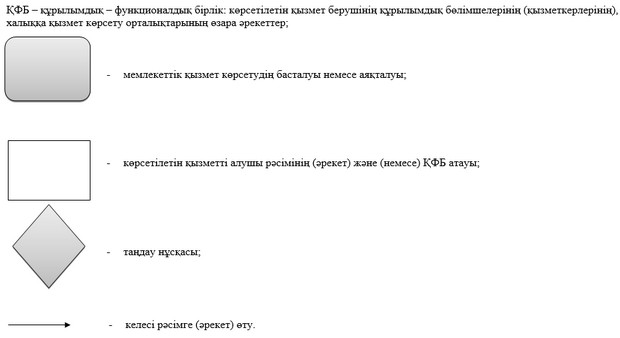 ҚФБ – құрылымдық – функционалдық бірлік: көрсетілетін қызмет берушінің құрылымдық бөлімшелерінің (қызметкерлерінің),
халыққа қызмет көрсету орталықтарының өзара әрекеттер;
- мемлекеттік қызмет көрсетудің басталуы немесе аяқталуы;
- көрсетілетін қызметті алушы рәсімінің (әрекет) және (немесе) ҚФБ атауы;
- таңдау нұсқасы;
- келесі рәсімге (әрекет) өту.